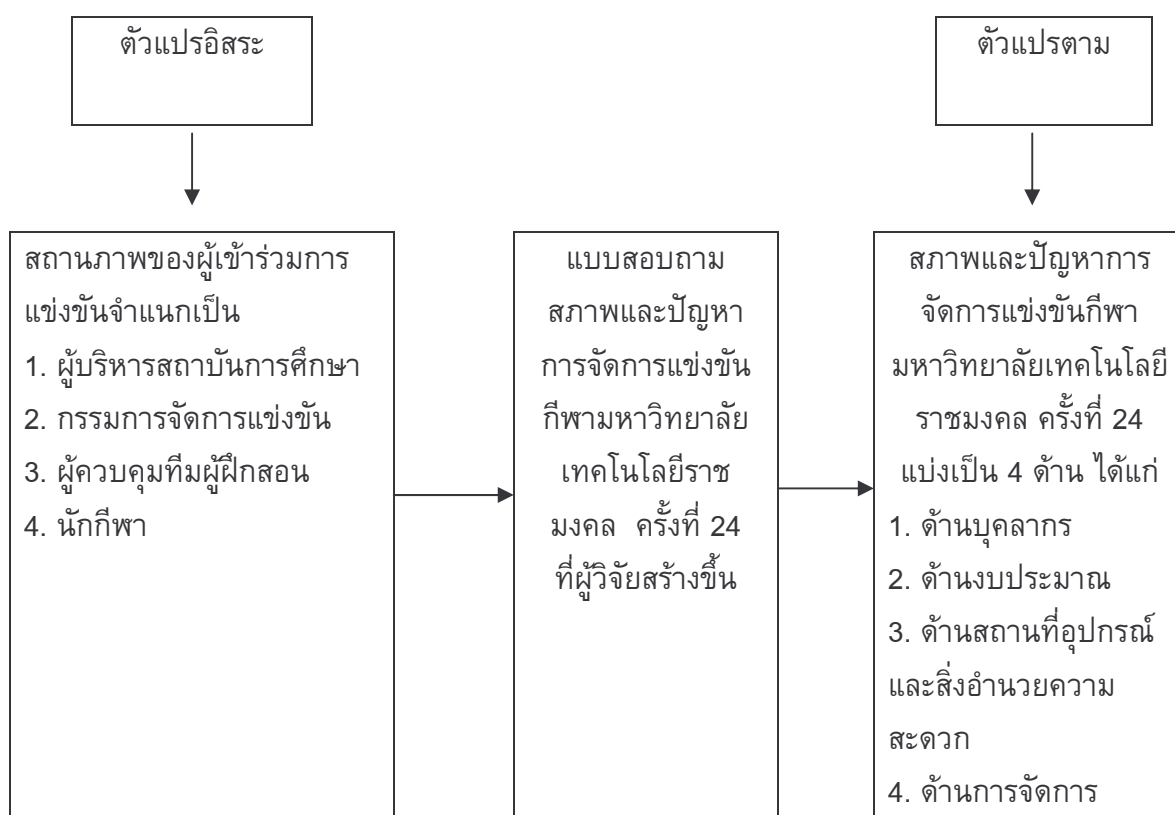 ตัวแปรอิสระ
ตัวแปรตาม
สถานภาพของผู้เข้าร่วมการ
แข่งขันจำแนกเป็น
1. ผู้บริหารสถาบันการศึกษา
2. กรรมการจัดการแข่งขัน
3. ผู้ควบคุมทีมผู้ฝึกสอน
4. นักกีฬา
แบบสอบถาม
สภาพและปัญหา
การจัดการแข่งขัน
กีฬามหาวิทยาลัย
เทคโนโลยีราช
มงคล ครั้งที่ 24
ที่ผู้วิจัยสร้างขึ้น
สภาพและปัญหาการ
จัดการแข่งขันกีฬา
มหาวิทยาลัยเทคโนโลยี
ราชมงคล ครั้งที่ 24
แบ่งเป็น 4 ด้าน ได้แก่
1. ด้านบุคลากร
2. ด้านงบประมาณ
3. ด้านสถานที่อุปกรณ์
และสิ่งอำนวยความ
สะดวก
4. ด้านการจัดการ